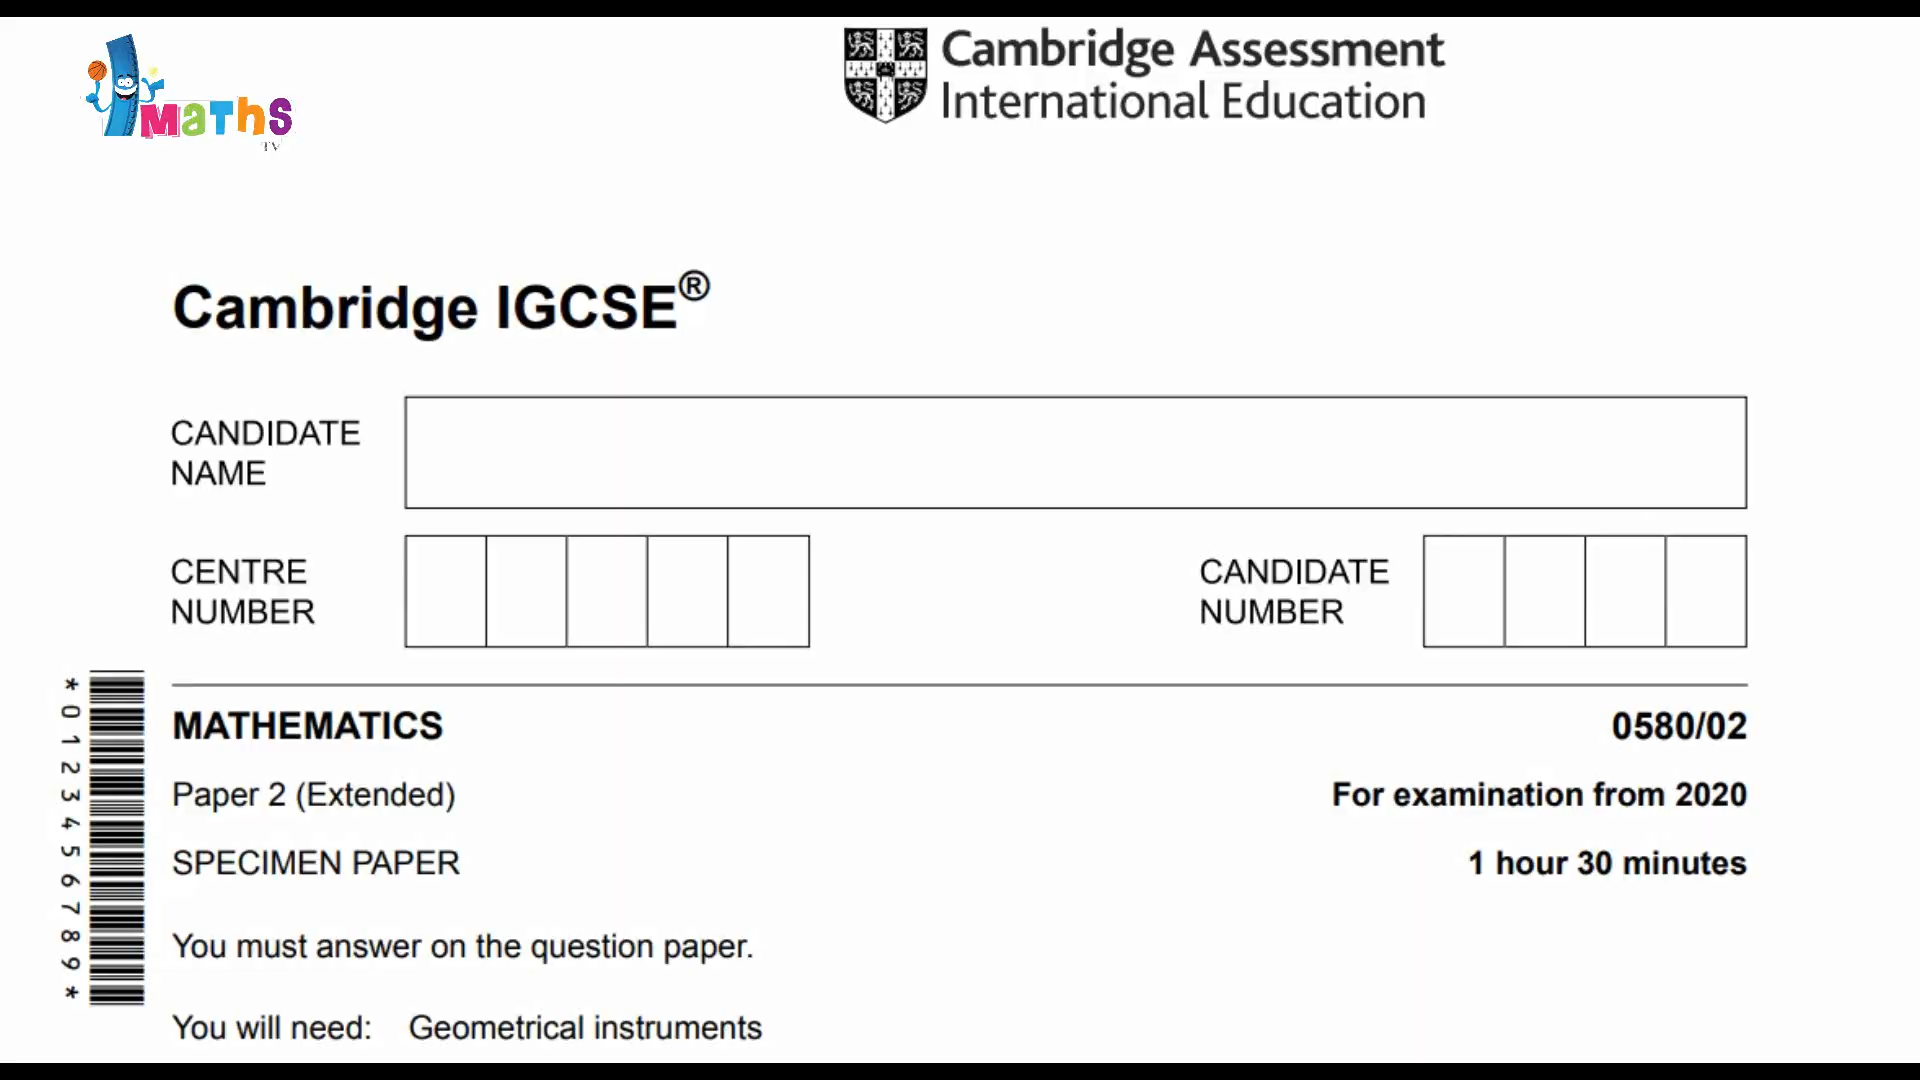 MaThS
TV
Cambridge Assessment
International Education
Cambridge IGCSE®
CANDIDATE
NAME
CENTRE
NUMBER
CANDIDATE
NUMBER
*0123456789*
MATHEMATICS 0580/02
Paper 2 (Extended) For examination from 2020
SPECIMEN PAPER 1 hour 30 minutes
You must answer on the question paper.
You will need: Geometrical instruments